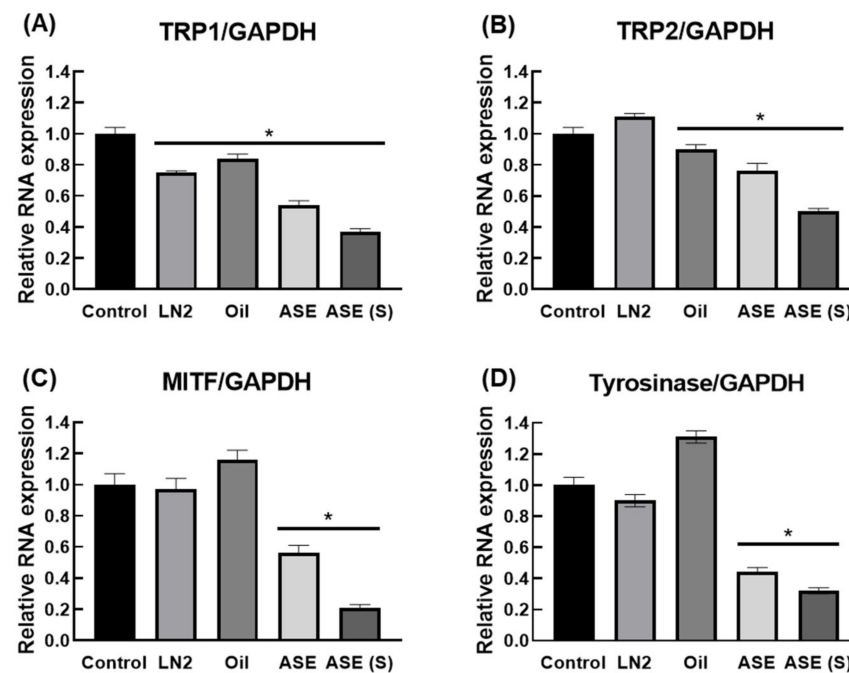 (A)
TRP1/GAPDH
Relative RNA expression
1.4
1.2
1.0
0.8
0.6
0.4
0.2
0.0
*
Control LN2 Oil ASE ASE (S)
(B)
TRP2/GAPDH
Relative RNA expression
1.4
1.2
1.0
0.8
0.6
0.4
0.2
0.0
*
Control LN2 Oil ASE ASE (S)
(C)
MITF/GAPDH
Relative RNA expression
1.4
1.2
1.0
0.8
0.6
0.4
0.2
0.0
*
Control LN2 Oil ASE ASE (S)
(D)
Tyrosinase/GAPDH
Relative RNA expression
1.4
1.2
1.0
0.8
0.6
0.4
0.2
0.0
*
Control LN2 Oil ASE ASE (S)